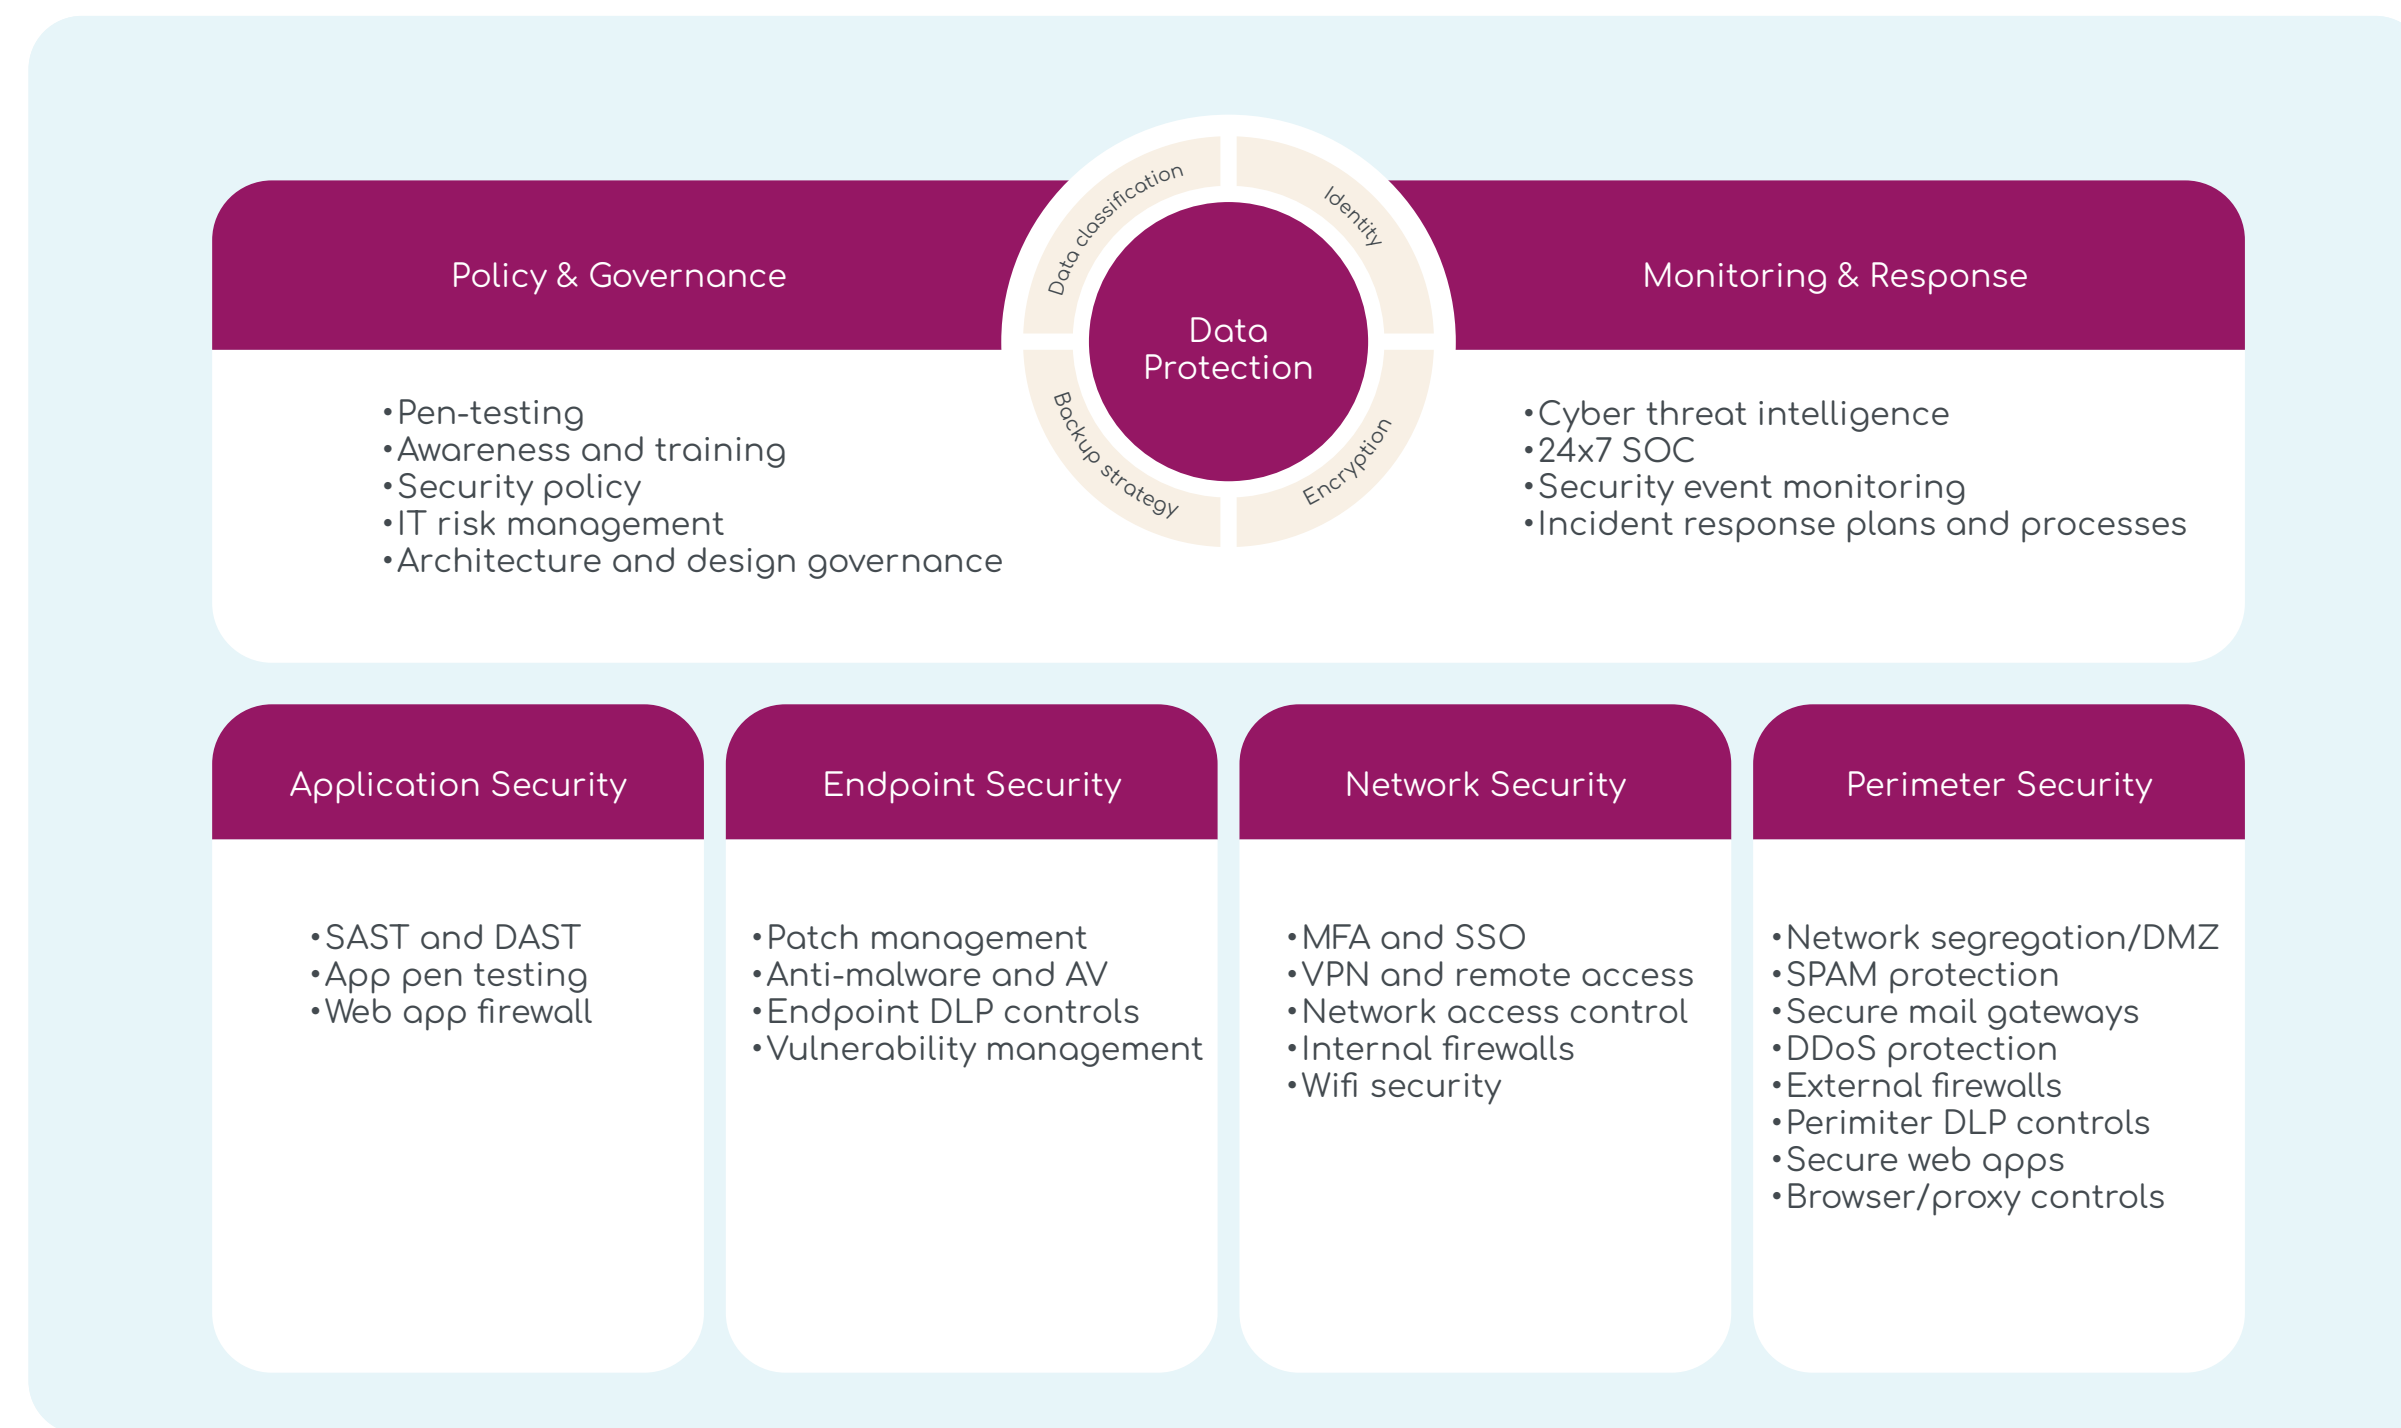 Policy & Governance
•Pen-testing
•Awareness and training
•Security policy
•IT risk management
•Architecture and design governance
Data classification
Identity
Data
Protection
Backup strategy
Encryption
Monitoring & Response
•Cyber threat intelligence
•24x7 SOC
•Security event monitoring
•Incident response plans and processes
Application Security
•SAST and DAST
•App pen testing
•Web app firewall
Endpoint Security
•Patch management
•Anti-malware and AV
•Endpoint DLP controls
•Vulnerability management
Network Security
•MFA and SSO
•VPN and remote access
•Network access control
•Internal firewalls
•Wifi security
Perimeter Security
•Network segregation/DMZ
•SPAM protection
•Secure mail gateways
•DDoS protection
•External firewalls
•Perimiter DLP controls
•Secure web apps
•Browser/proxy controls